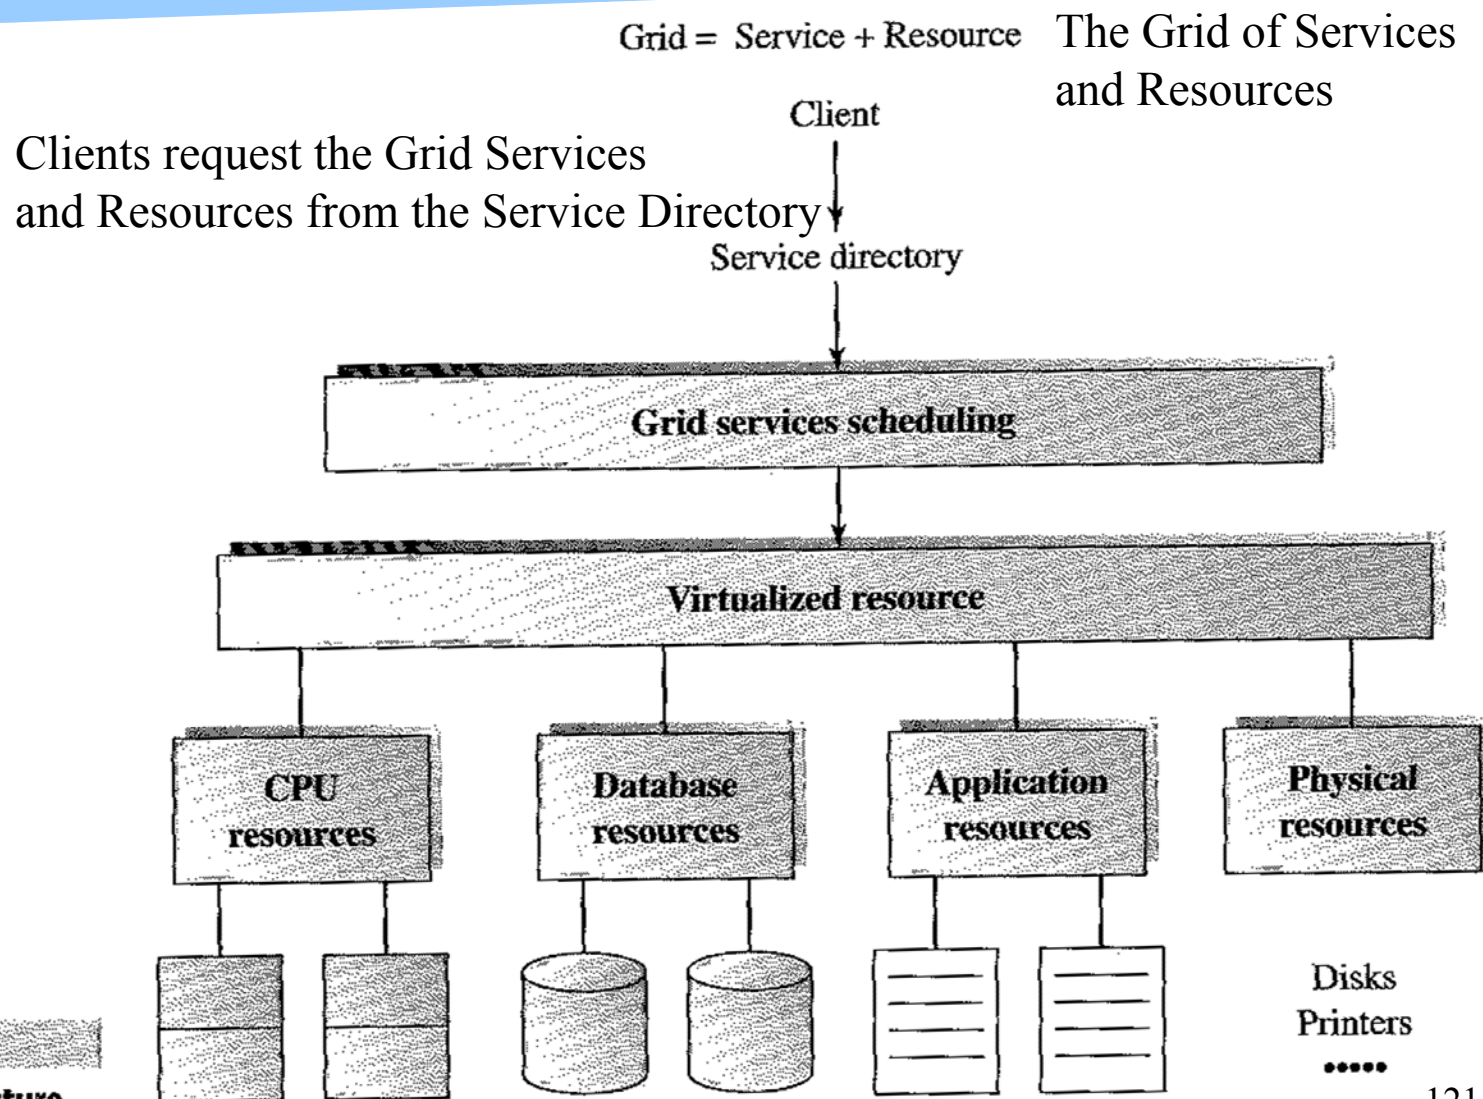 Grid = Service + Resource
The Grid of Services
and Resources
Client
Clients request the Grid Services
and Resources from the Service Directory
Service directory
Grid services scheduling
Virtualized resource
CPU
resources
Database
resources
Application
resources
Physical
resources
Disks
Printers
•••••
121